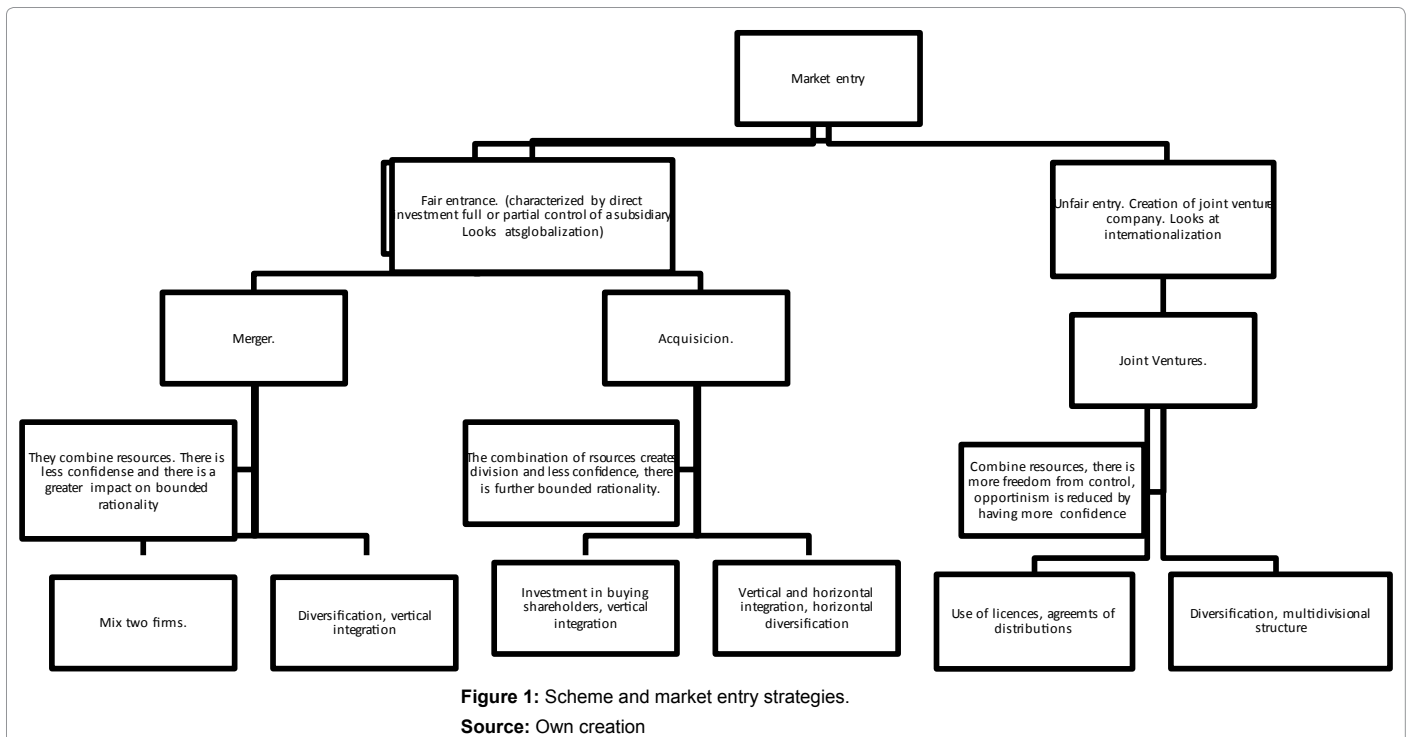 Market entry
Fair entrance. (characterized by direct
investment full or partial control of a subsidiary
Looks atsglobalization)
Unfair entry. Creation of joint venture
company. Looks at
internationalization
Merger.
Acquisicion.
Joint Ventures.
They combine resources. There is
less confidense and there is a
greater impact on bounded
rationality
The combination of rsources create
division and less confidence, there
is further bounded rationality.
Combine resources, there is
more freedom from control,
opportinism is reduced by
having more confidence
Mix two firms.
Diversification, vertical
integration
Investment in buying
shareholders, vertical
integration
Vertical and horizontal
integration, horizontal
diversification
Use of licences, agreemts of
distributions
Diversification, multidivisional
structure
Figure 1: Scheme and market entry strategies.
Source: Own creation